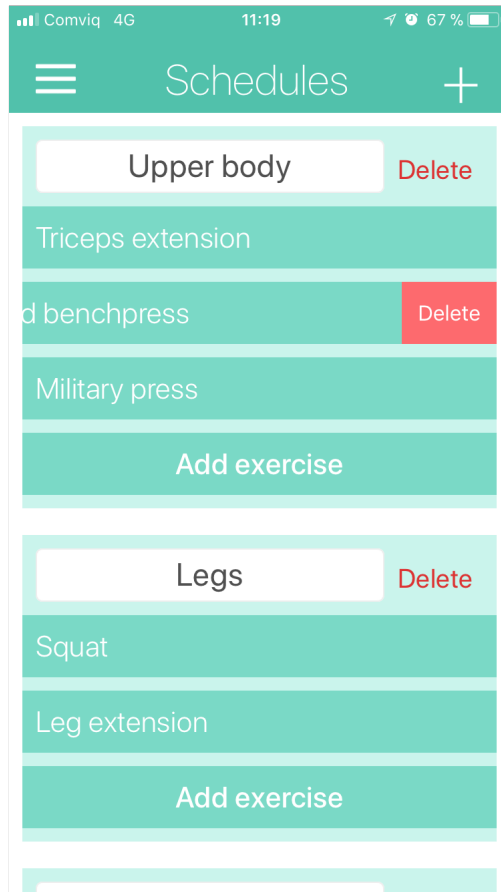 Comviq 4G 11:19 67 %
Schedules
Upper body Delete
Triceps extension
d benchpress Delete
Military press
Add exercise
Legs Delete
Squat
Leg extension
Add exercise